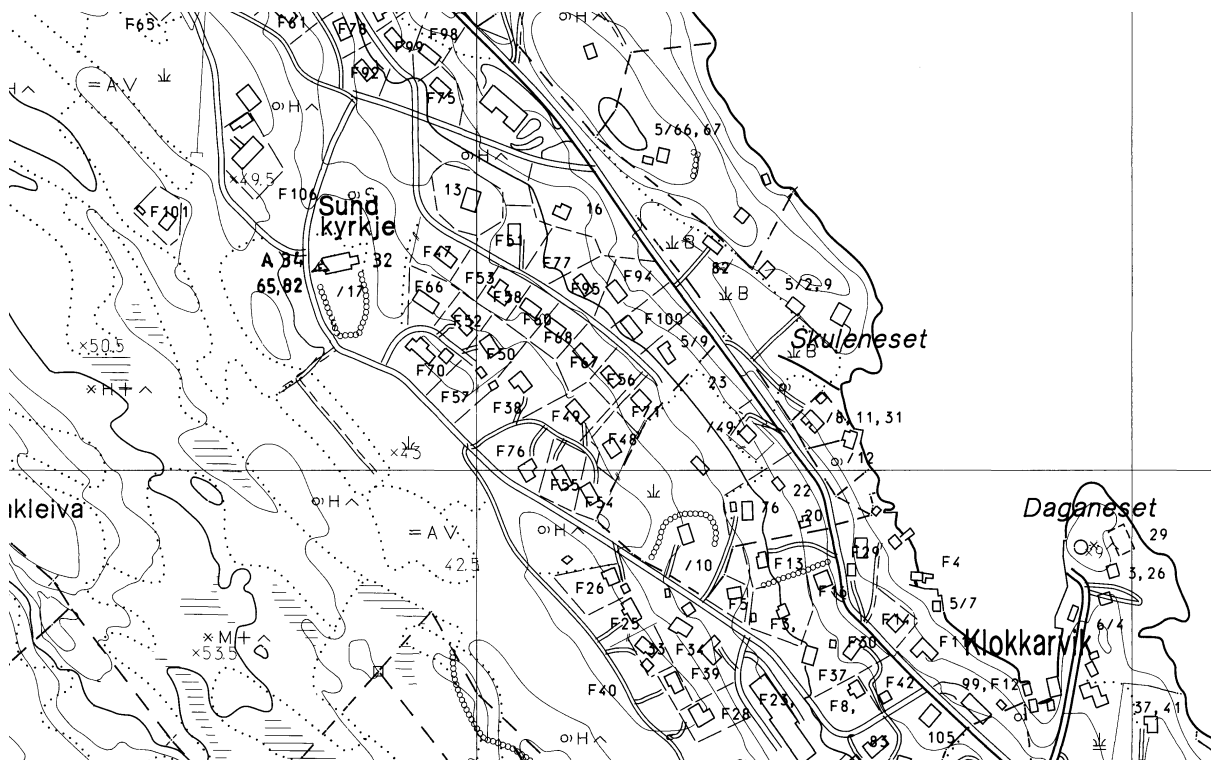 F65
F61
F78
F98
F99
F92
F75
= A V
H
H
H
5/66,67
×49.5
F106
S
13
16
F101
Sund
kyrkje
F51
A 34
32
F47
F77
B
82
65,82
/17
F66
F53
F58
F95
F94
B
5/2,9
F52
F60
F100
F68
5/9
Skuleneset
B
×50.5
F50
F67
F70
F56
23
H
F57
F38
F49
F71
/49
/8,11,31
×43
F76
F48
/12
F55
22
H
F54
76
20
Daganeset
kleiva
= A V
H
29
42.5
/10
F13
F29
F4
3,26
F26
F5,
F16
5/7
F25
F3,
F14
6/4
M
×53.5
33
F34
F30
Klokkarvik
F39
F37
F42
99,F12
F40
F28
F23,
F8,
37,41
H
83
105